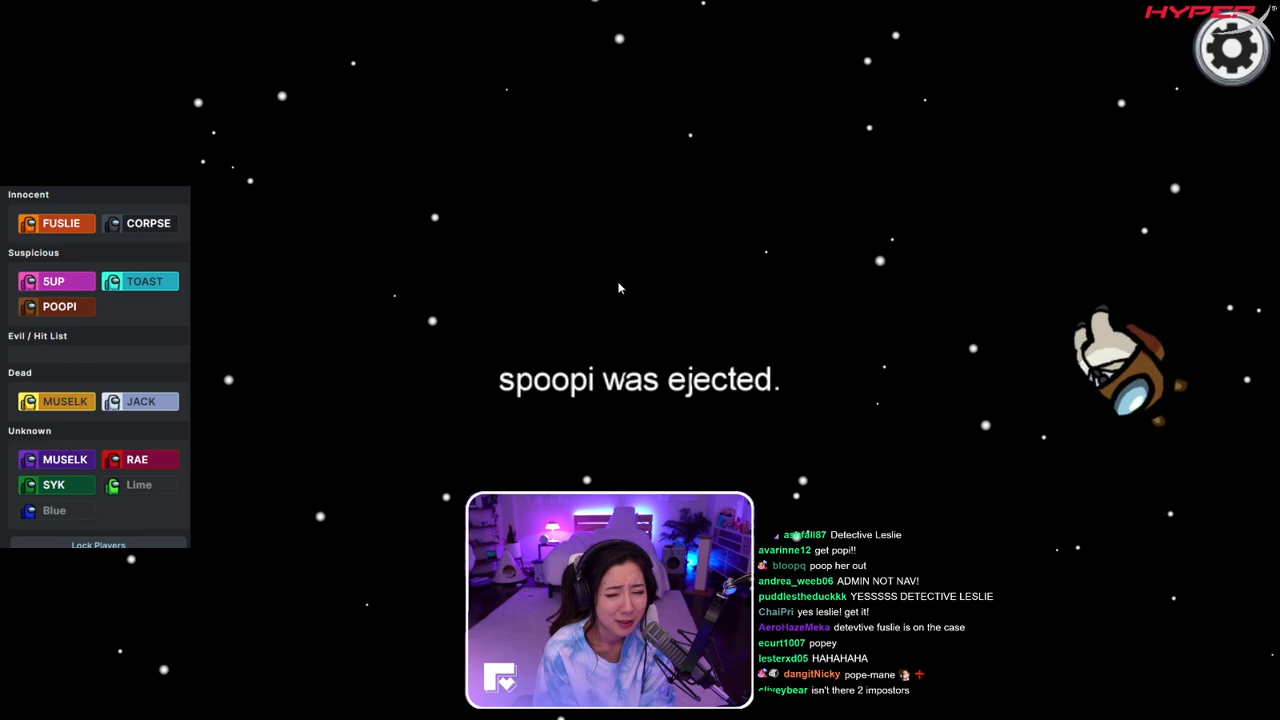 HYPERX
Innocent
FUSLIE CORPSE
Suspicious
5UP TOAST
POOPI
Evil / Hit List
Dead
MUSELK JACK
Unknown
MUSELK RAE
SYK Lime
Blue
Lock Players
spoopi was ejected.
Detective Leslie
avarinne12 get popi!!
bloopq poop her out
andrea_weeb06 ADMIN NOT NAV!
puddlestheduckkk YESSSSS DETECTIVE LESLIE
ChaiPri yes leslie! get it!
AeroHazeMeka detevtive fuslie is on the case
ecurt1007 popey
lesterxd05 HAHAHAHA
dangitNicky pope-mane
cliveybear isn't there 2 impostors